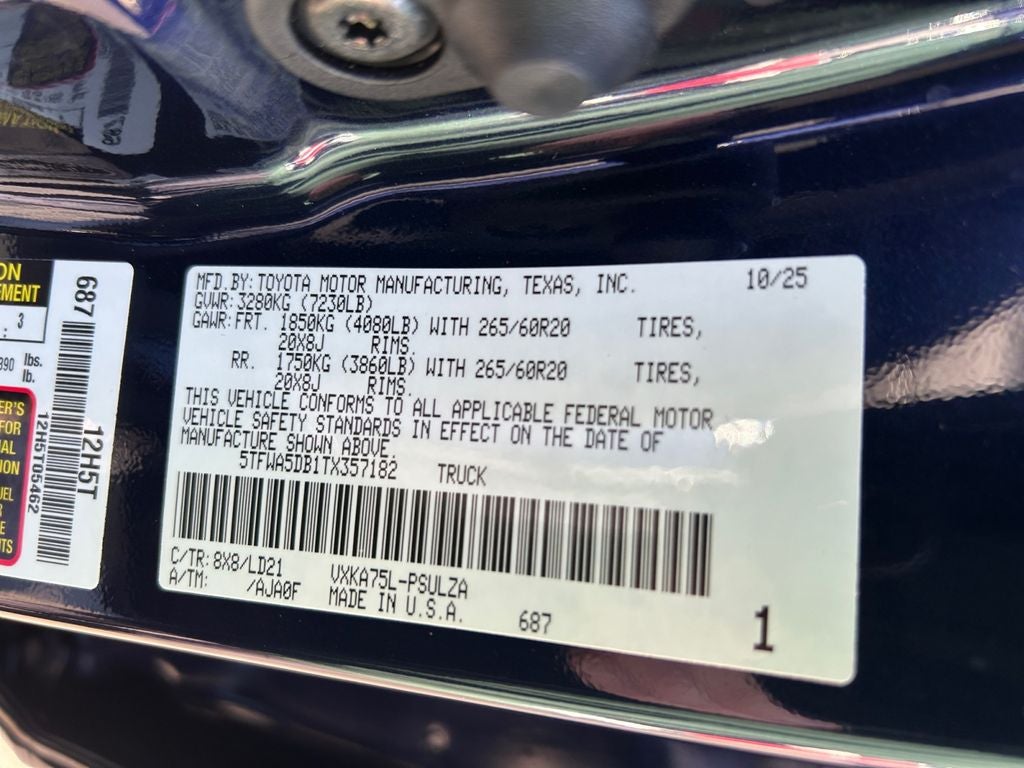 MFD.BY: TOYOTA MOTOR MANUFACTURING, TEXAS, INC. 10/25
GVWR: 3280KG (7230LB)
GAWR: FRT. 1850KG (4080LB) WITH 265/60R20 TIRES,
20X8J RIMS.
RR. 1750KG (3860LB) WITH 265/60R20 TIRES,
20X8J RIMS.
THIS VEHICLE CONFORMS TO ALL APPLICABLE FEDERAL MOTOR
VEHICLE SAFETY STANDARDS IN EFFECT ON THE DATE OF
MANUFACTURE SHOWN ABOVE.
5TFWA5DB1TX357182 TRUCK
C/TR: 8X8/LD21 VXKA75L-PSULZA
A/TM: /AJA0F MADE IN U.S.A. 687
1
687
12H5T
12H5T05462
3
lbs.
lb.